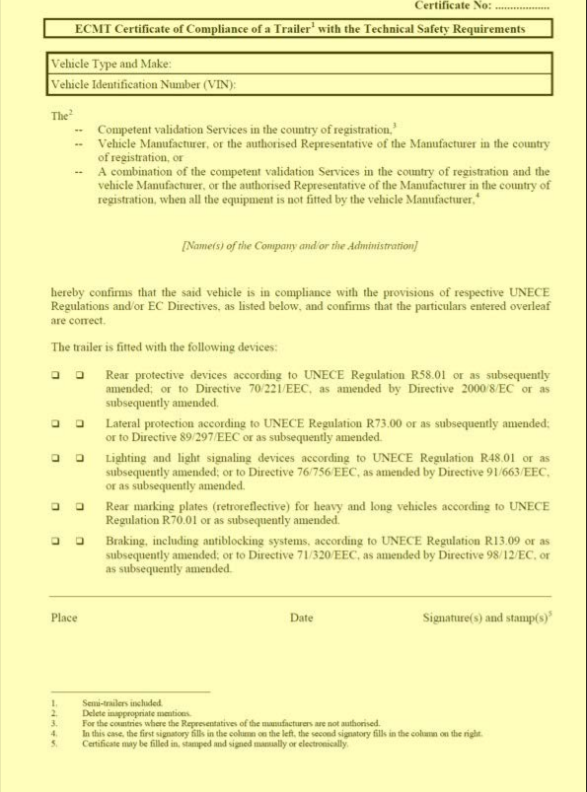 Certificate No: ..................
ECMT Certificate of Compliance of a Trailer¹ with the Technical Safety Requirements
Vehicle Type and Make:
Vehicle Identification Number (VIN):
The²
-- Competent validation Services in the country of registration,³
-- Vehicle Manufacturer, or the authorised Representative of the Manufacturer in the country
of registration, or
-- A combination of the competent validation Services in the country of registration and the
vehicle Manufacturer, or the authorised Representative of the Manufacturer in the country of
registration, when all the equipment is not fitted by the vehicle Manufacturer,⁴
[Name(s) of the Company and/or the Administration]
hereby confirms that the said vehicle is in compliance with the provisions of respective UNECE
Regulations and/or EC Directives, as listed below, and confirms that the particulars entered overleaf
are correct.
The trailer is fitted with the following devices:
❑ ❑ Rear protective devices according to UNECE Regulation R58.01 or as subsequently
amended; or to Directive 70/221/EEC, as amended by Directive 2000/8/EC or as
subsequently amended.
❑ ❑ Lateral protection according to UNECE Regulation R73.00 or as subsequently amended;
or to Directive 89/297/EEC or as subsequently amended.
❑ ❑ Lighting and light signaling devices according to UNECE Regulation R48.01 or as
subsequently amended; or to Directive 76/756/EEC, as amended by Directive 91/663/EEC,
or as subsequently amended.
❑ ❑ Rear marking plates (retroreflective) for heavy and long vehicles according to UNECE
Regulation R70.01 or as subsequently amended.
❑ ❑ Braking, including antiblocking systems, according to UNECE Regulation R13.09 or as
subsequently amended; or to Directive 71/320/EEC, as amended by Directive 98/12/EC, or
as subsequently amended.
Place Date Signature(s) and stamp(s)⁵
1. Semi-trailers included.
2. Delete inappropriate mentions.
3. For the countries where the Representatives of the manufacturers are not authorised.
4. In this case, the first signatory fills in the column on the left, the second signatory fills in the column on the right.
5. Certificate may be filled in, stamped and signed manually or electronically.